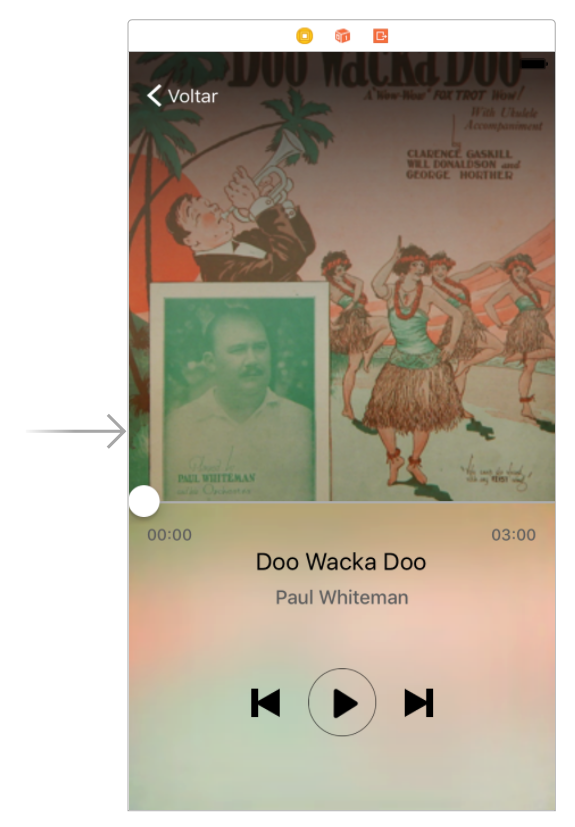 DOO WACKA DOO
A "Wow-Wow" FOX TROT Wow!
Voltar
With Ukulele
Accompaniment
CLARENCE GASKILL
WILL DONALDSON and
GEORGE HORTHER
PAUL WHITEMAN
00:00
03:00
Doo Wacka Doo
Paul Whiteman